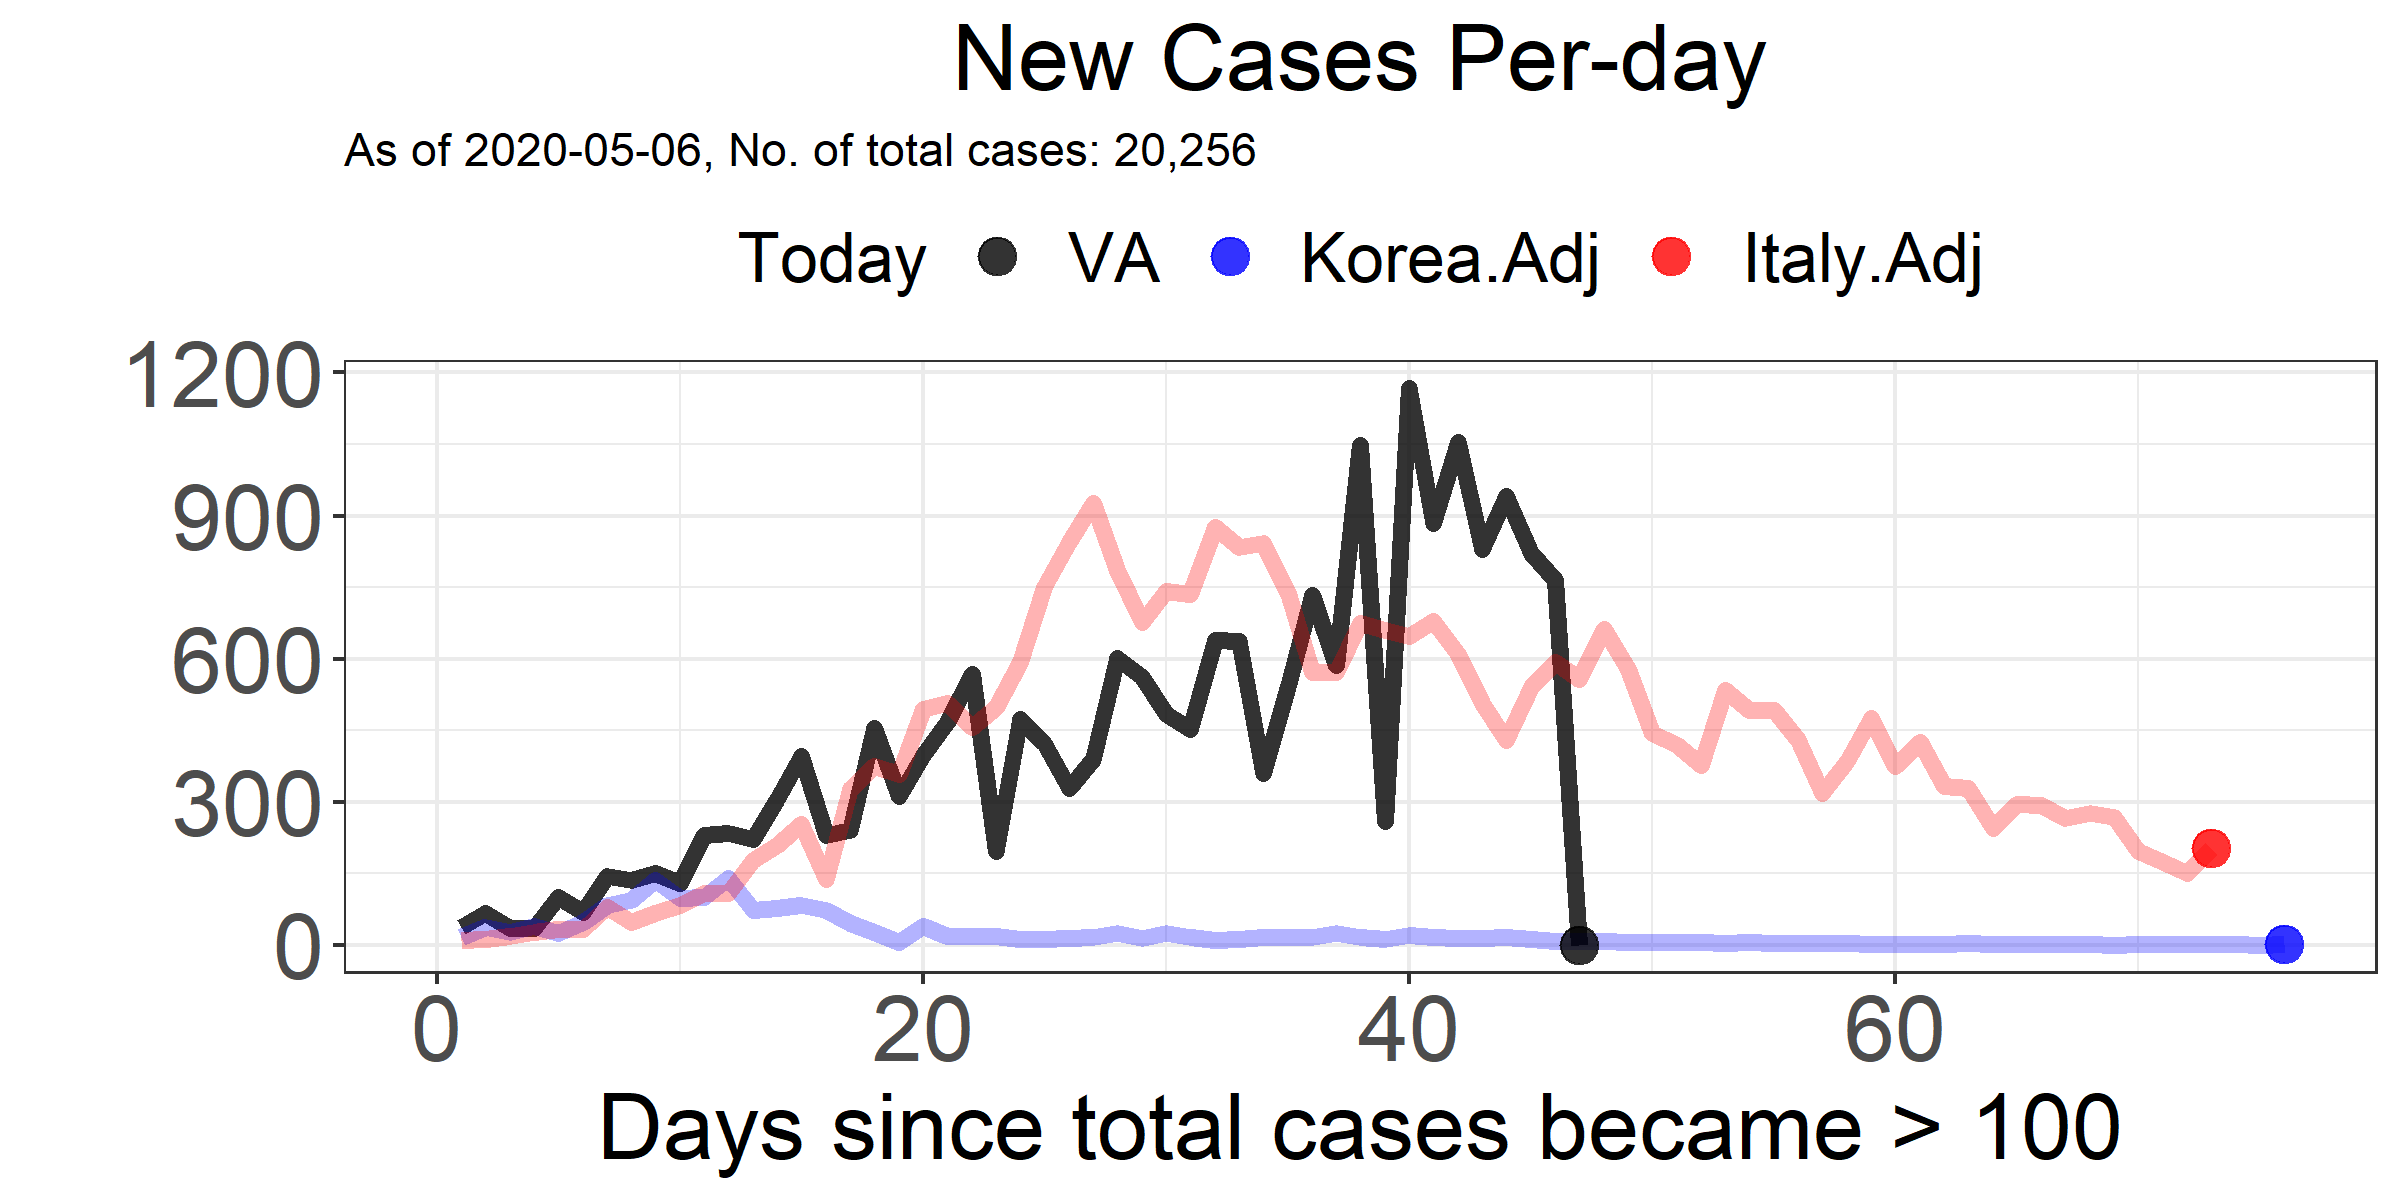 New Cases Per-day
As of 2020-05-06, No. of total cases: 20,256
Today VA Korea.Adj Italy.Adj
1200
900
600
300
0
0 20 40 60
Days since total cases became > 100